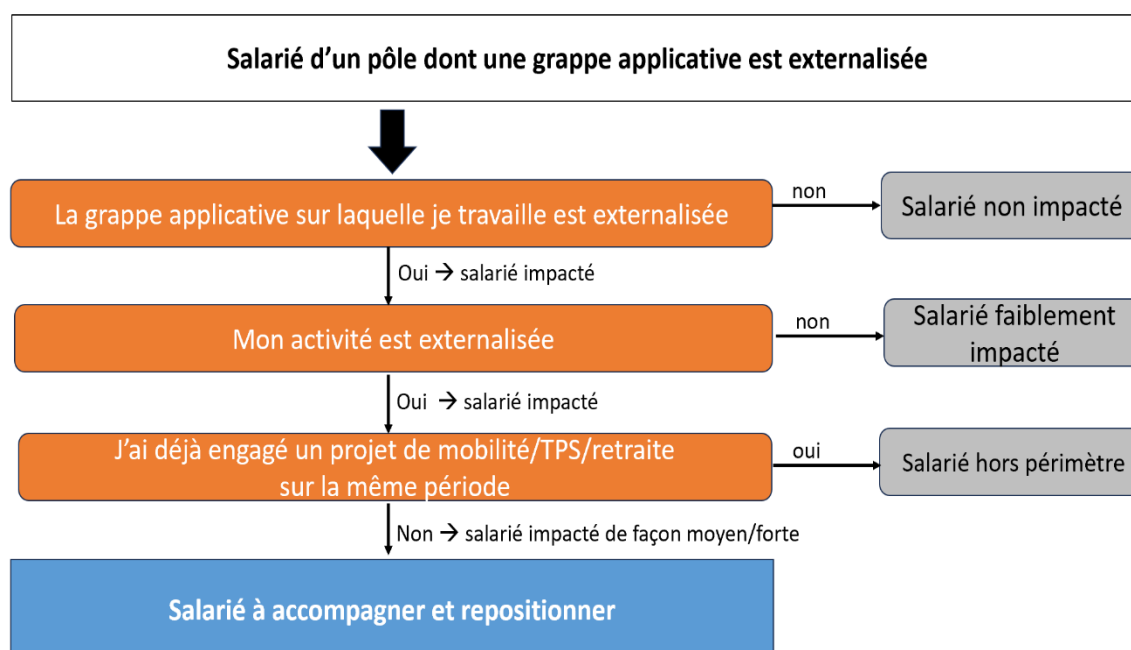 Salarié d'un pôle dont une grappe applicative est externalisée
La grappe applicative sur laquelle je travaille est externalisée
non
Salarié non impacté
Oui → salarié impacté
Mon activité est externalisée
non
Salarié faiblement
impacté
Oui → salarié impacté
J'ai déjà engagé un projet de mobilité/TPS/retraite
sur la même période
oui
Salarié hors périmètre
Non → salarié impacté de façon moyen/forte
Salarié à accompagner et repositionner